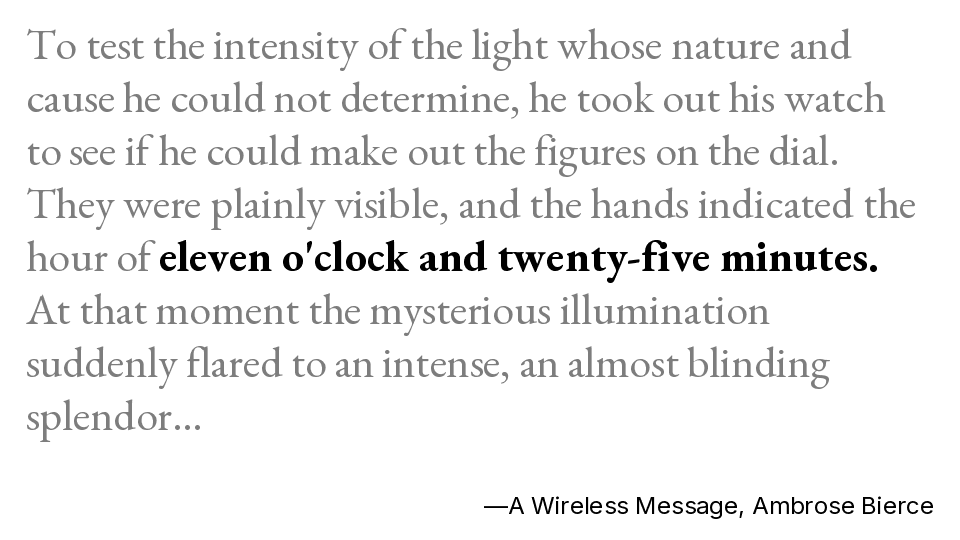 To test the intensity of the light whose nature and
cause he could not determine, he took out his watch
to see if he could make out the figures on the dial.
They were plainly visible, and the hands indicated the
hour of eleven o'clock and twenty-five minutes.
At that moment the mysterious illumination
suddenly flared to an intense, an almost blinding
splendor...
—A Wireless Message, Ambrose Bierce